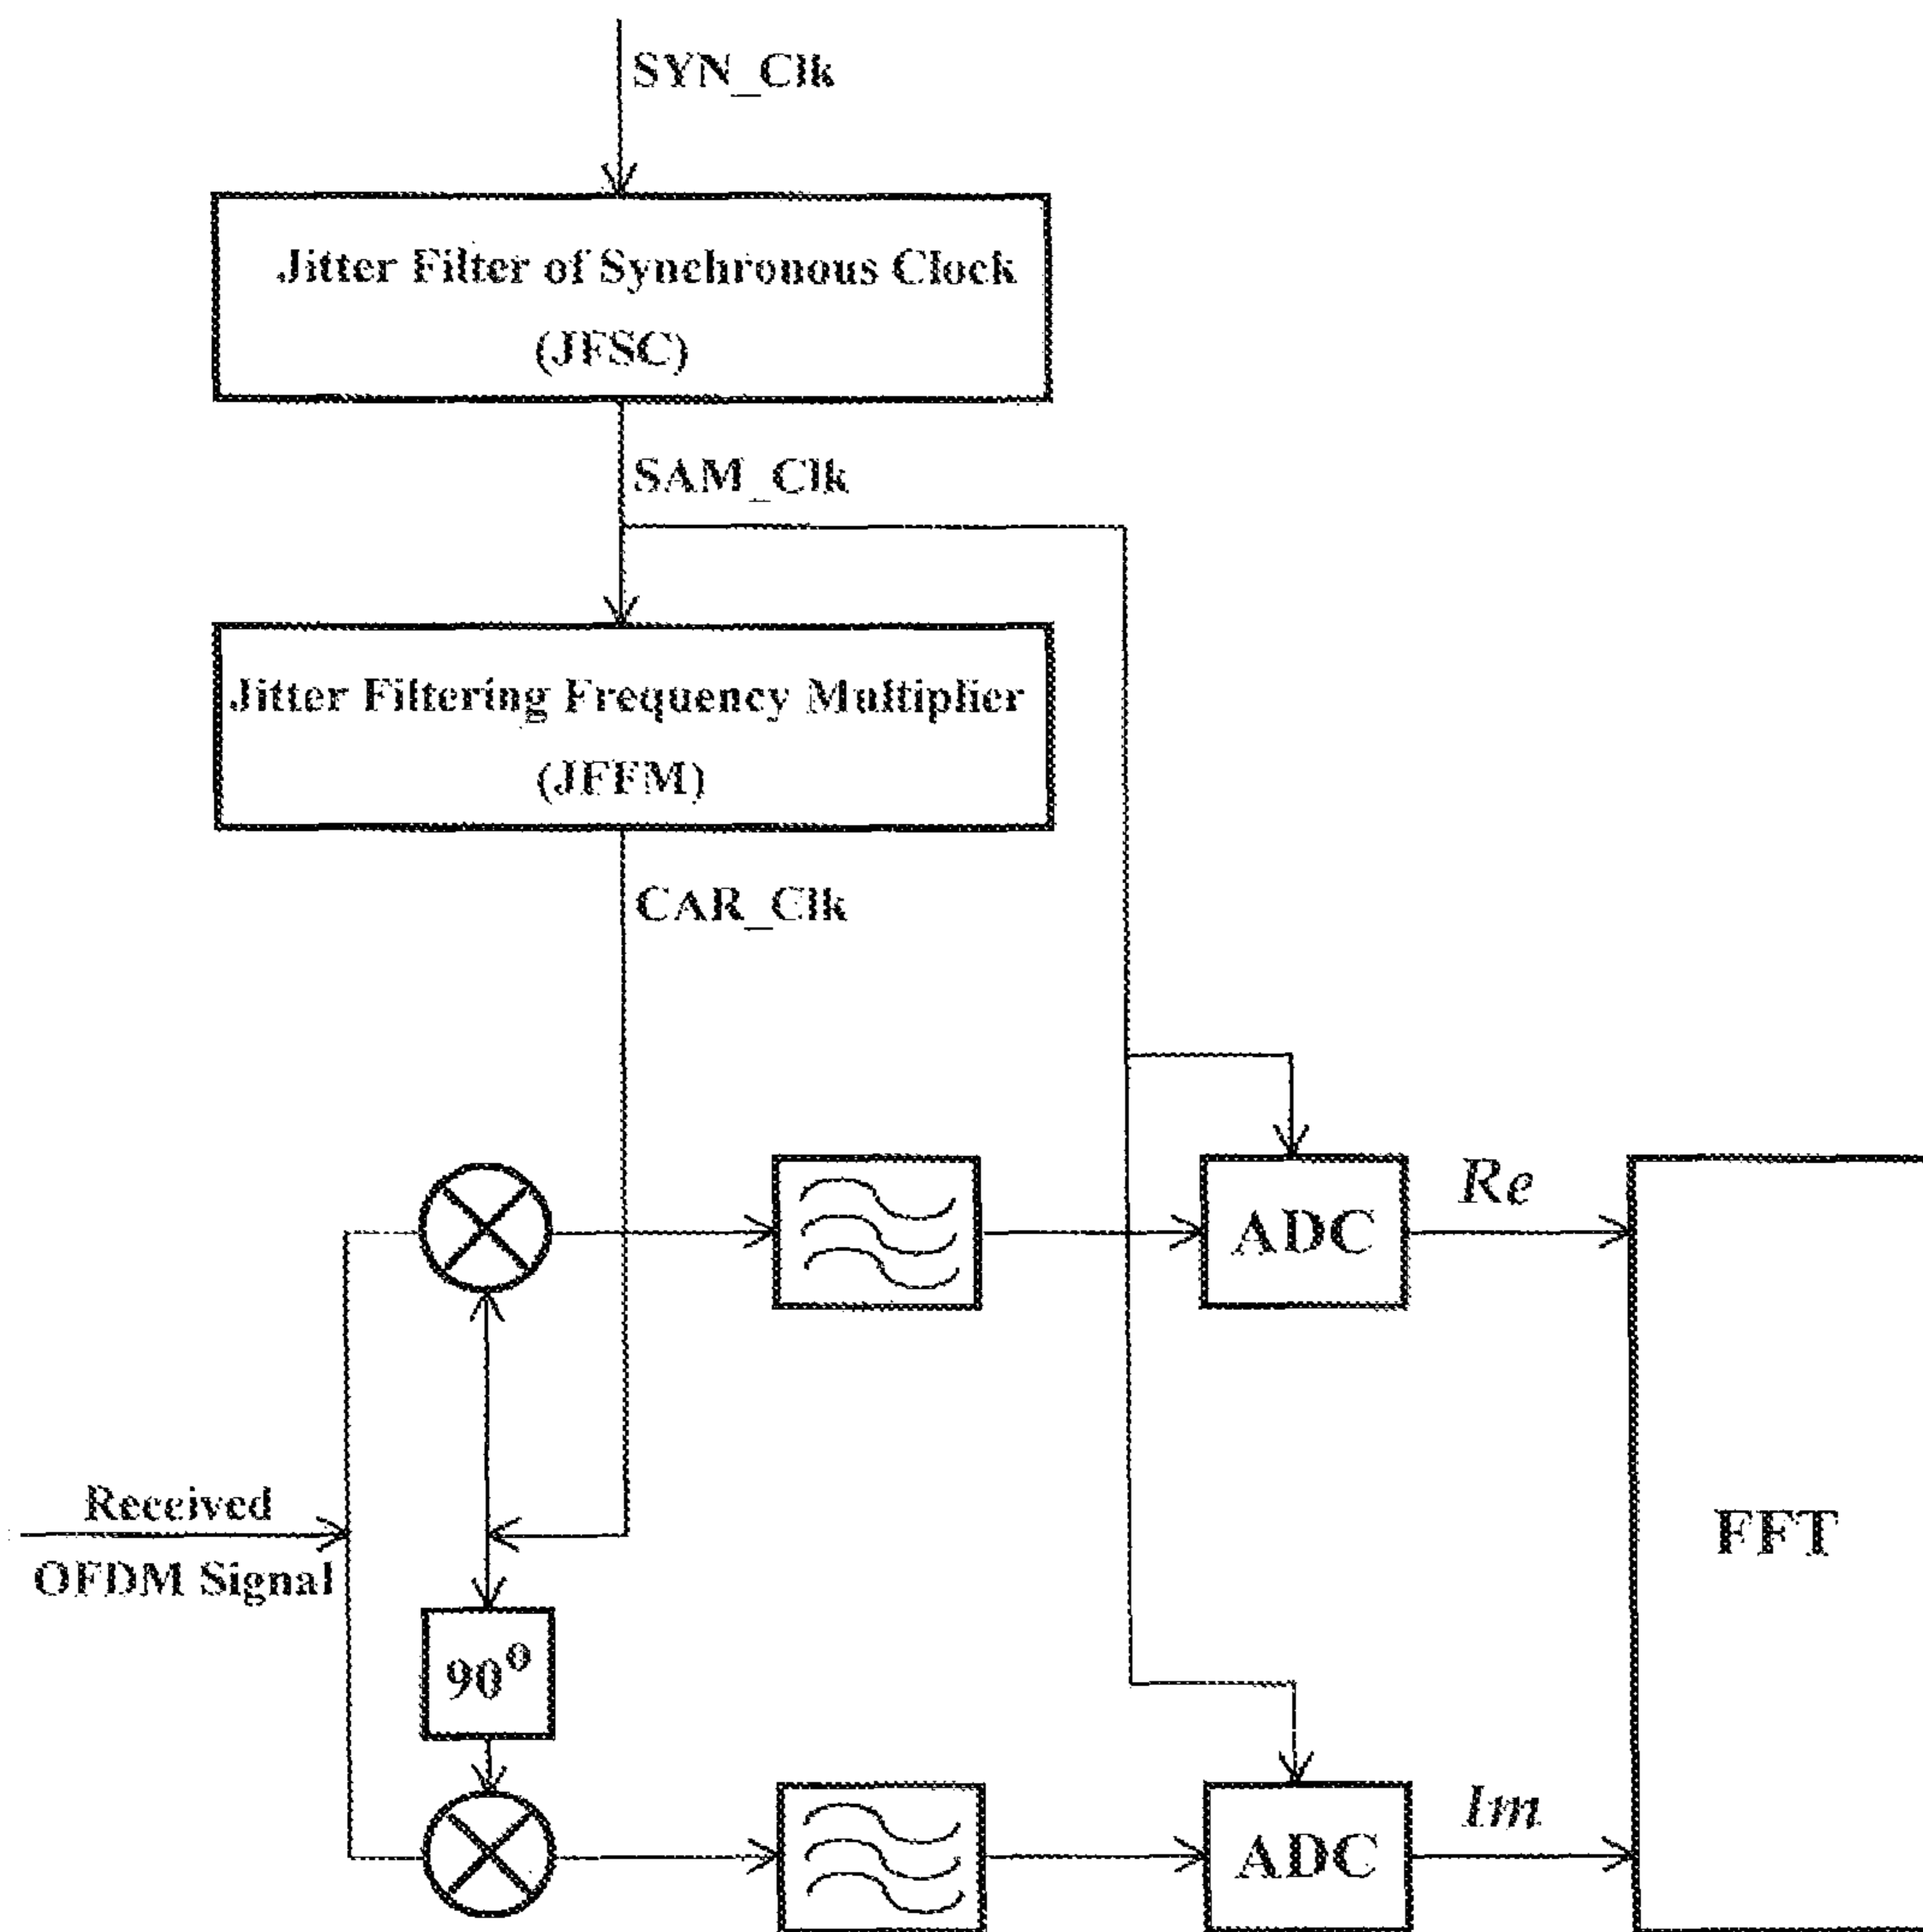 SYN_Clk
Jitter Filter of Synchronous Clock
(JFSC)
SAM_Clk
Jitter Filtering Frequency Multiplier
(JFFM)
CAR_Clk
Re
ADC
Received
OFDM Signal
FFT
90°
Im
ADC